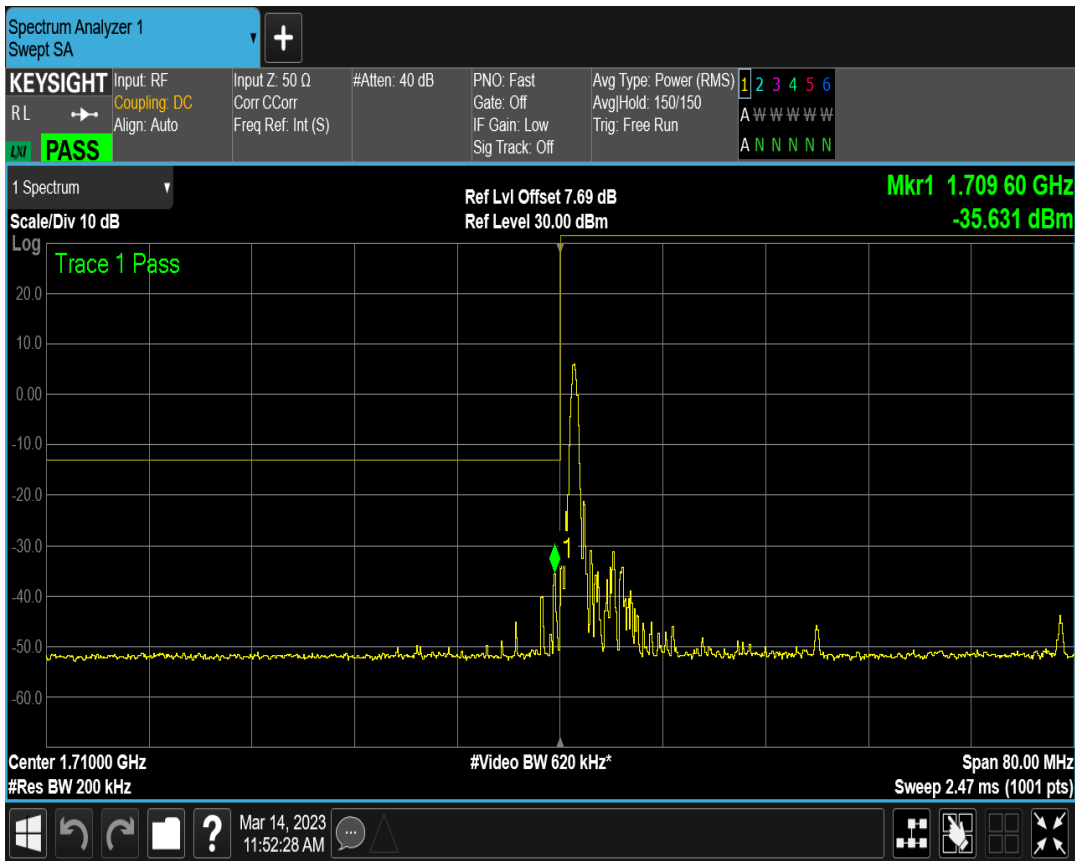 Spectrum Analyzer 1
Swept SA
+
KEYSIGHT
RL
LXI PASS
Input: RF
Coupling: DC
Align: Auto
Input Z: 50 Ω
Corr CCorr
Freq Ref: Int (S)
#Atten: 40 dB
PNO: Fast
Gate: Off
IF Gain: Low
Sig Track: Off
Avg Type: Power (RMS)
Avg|Hold: 150/150
Trig: Free Run
1 2 3 4 5 6
A W W W W W
A N N N N N
1 Spectrum
Scale/Div 10 dB
Ref Lvl Offset 7.69 dB
Ref Level 30.00 dBm
Mkr1 1.709 60 GHz
-35.631 dBm
Log
Trace 1 Pass
20.0
10.0
0.00
-10.0
-20.0
-30.0
1
-40.0
-50.0
-60.0
Center 1.71000 GHz
#Res BW 200 kHz
#Video BW 620 kHz*
Span 80.00 MHz
Sweep 2.47 ms (1001 pts)
?
Mar 14, 2023
11:52:28 AM